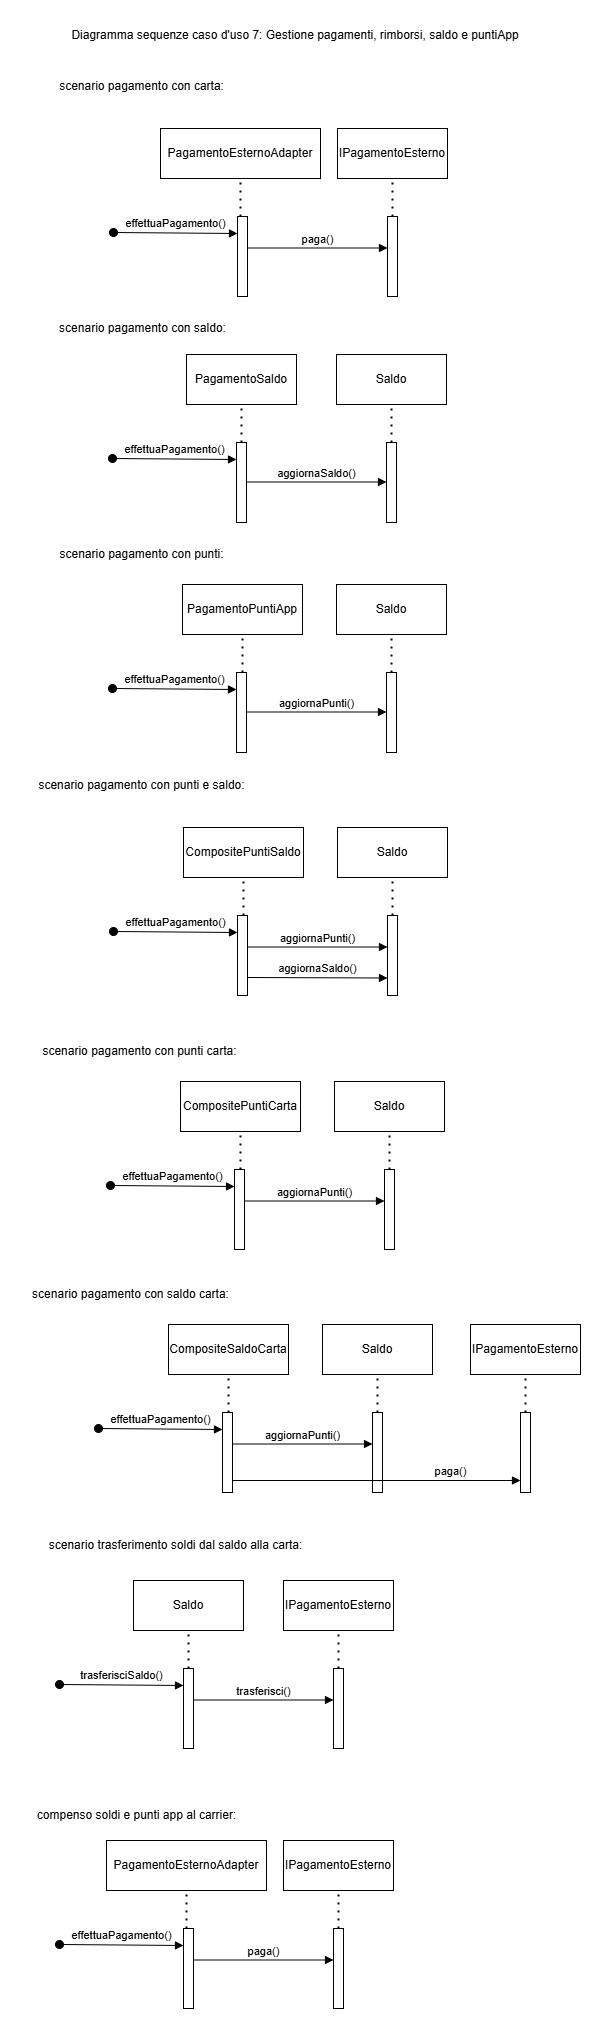 Diagramma sequenze caso d'uso 7: Gestione pagamenti, rimborsi, saldo e puntiApp
scenario pagamento con carta:
PagamentoEsternoAdapter
IPagamentoEsterno
effettuaPagamento()
paga()
scenario pagamento con saldo:
PagamentoSaldo
Saldo
effettuaPagamento()
aggiornaSaldo()
scenario pagamento con punti:
PagamentoPuntiApp
Saldo
effettuaPagamento()
aggiornaPunti()
scenario pagamento con punti e saldo:
CompositePuntiSaldo
Saldo
effettuaPagamento()
aggiornaPunti()
aggiornaSaldo()
scenario pagamento con punti carta:
CompositePuntiCarta
Saldo
effettuaPagamento()
aggiornaPunti()
scenario pagamento con saldo carta:
CompositeSaldoCarta
Saldo
IPagamentoEsterno
effettuaPagamento()
aggiornaPunti()
paga()
scenario trasferimento soldi dal saldo alla carta:
Saldo
IPagamentoEsterno
trasferisciSaldo()
trasferisci()
compenso soldi e punti app al carrier:
PagamentoEsternoAdapter
IPagamentoEsterno
effettuaPagamento()
paga()